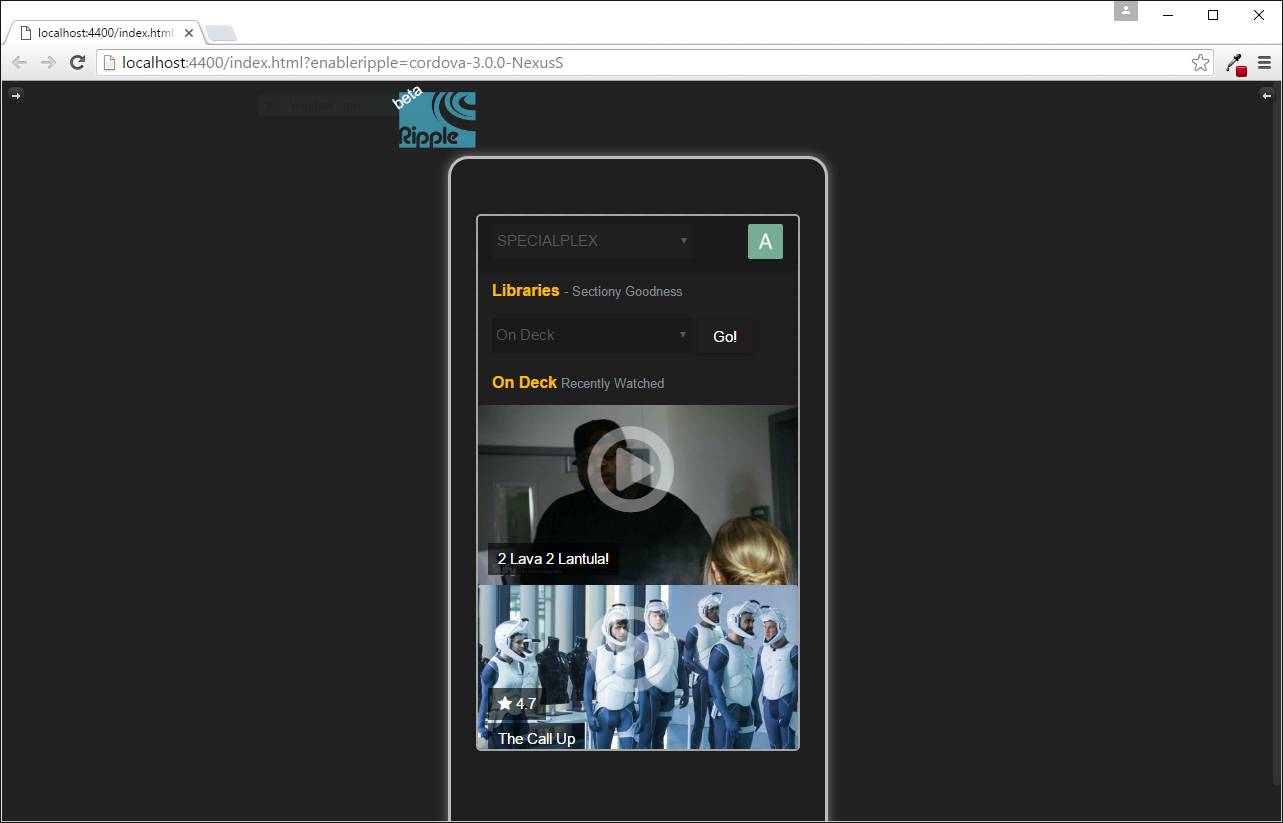 localhost:4400/index.html
localhost:4400/index.html?enableripple=cordova-3.0.0-NexusS
beta
Ripple
SPECIALPLEX
A
Libraries - Sectiony Goodness
On Deck
Go!
On Deck Recently Watched
2 Lava 2 Lantula!
4.7
The Call Up